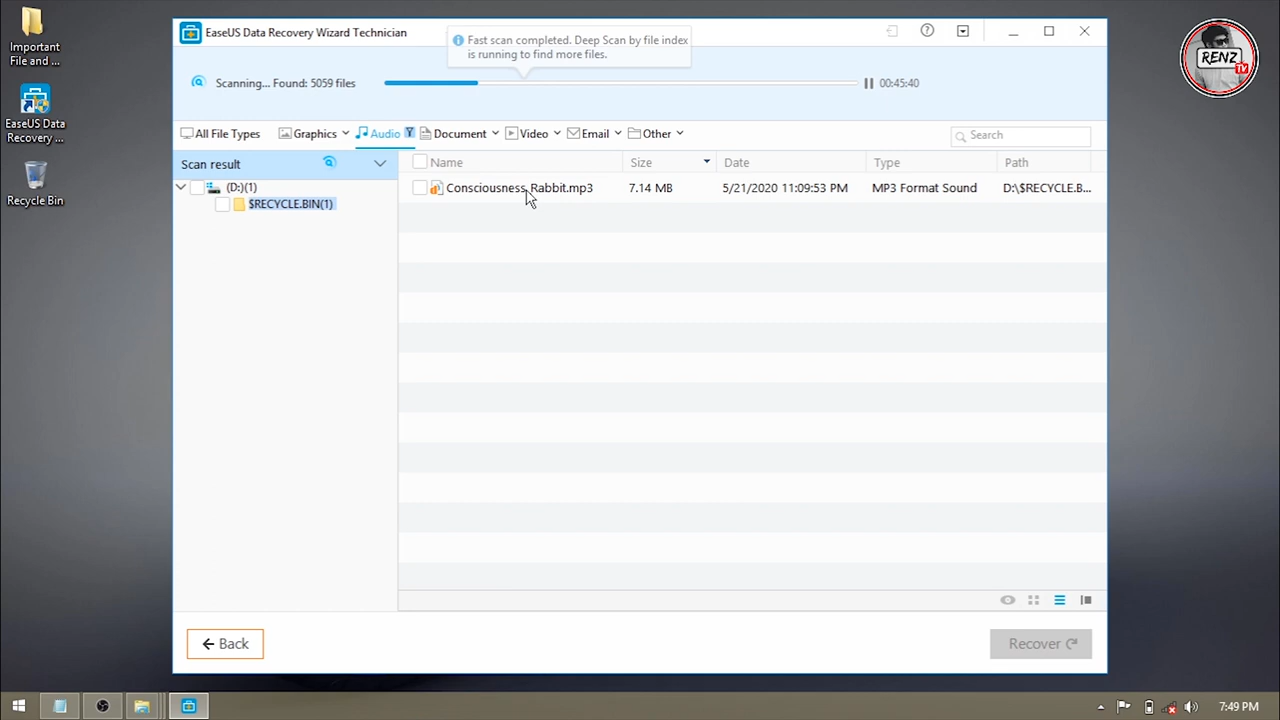 Important
File and ...
EaseUS Data
Recovery ...
Recycle Bin
EaseUS Data Recovery Wizard Technician
Fast scan completed. Deep Scan by file index
is running to find more files.
RENZ
TV
Scanning... Found: 5059 files
00:45:40
All File Types Graphics Audio Document Video Email Other Search
Scan result
Name Size Date Type Path
(D:)(1)
Consciousness_Rabbit.mp3 7.14 MB 5/21/2020 11:09:53 PM MP3 Format Sound D:\$RECYCLE.B...
$RECYCLE.BIN(1)
Back
Recover
7:49 PM